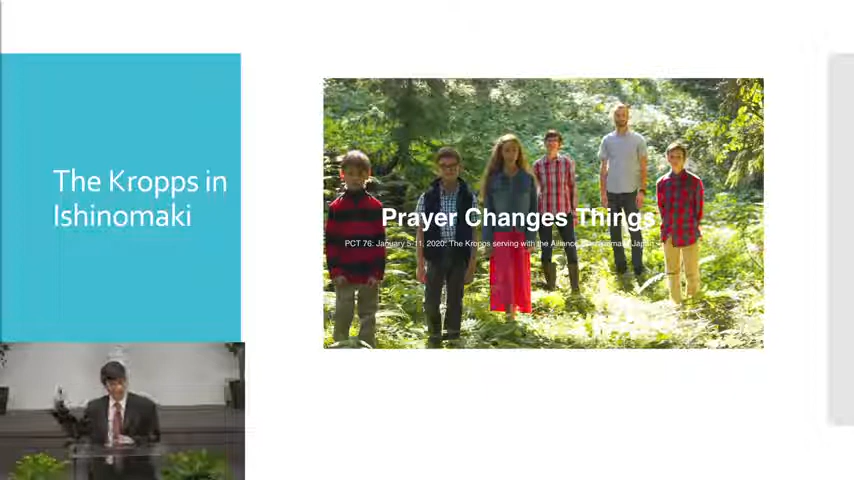 The Kropps in
Ishinomaki
Prayer Changes Things
PCT 76: January 5-11, 2020: The Kropps serving with the Alliance Japan